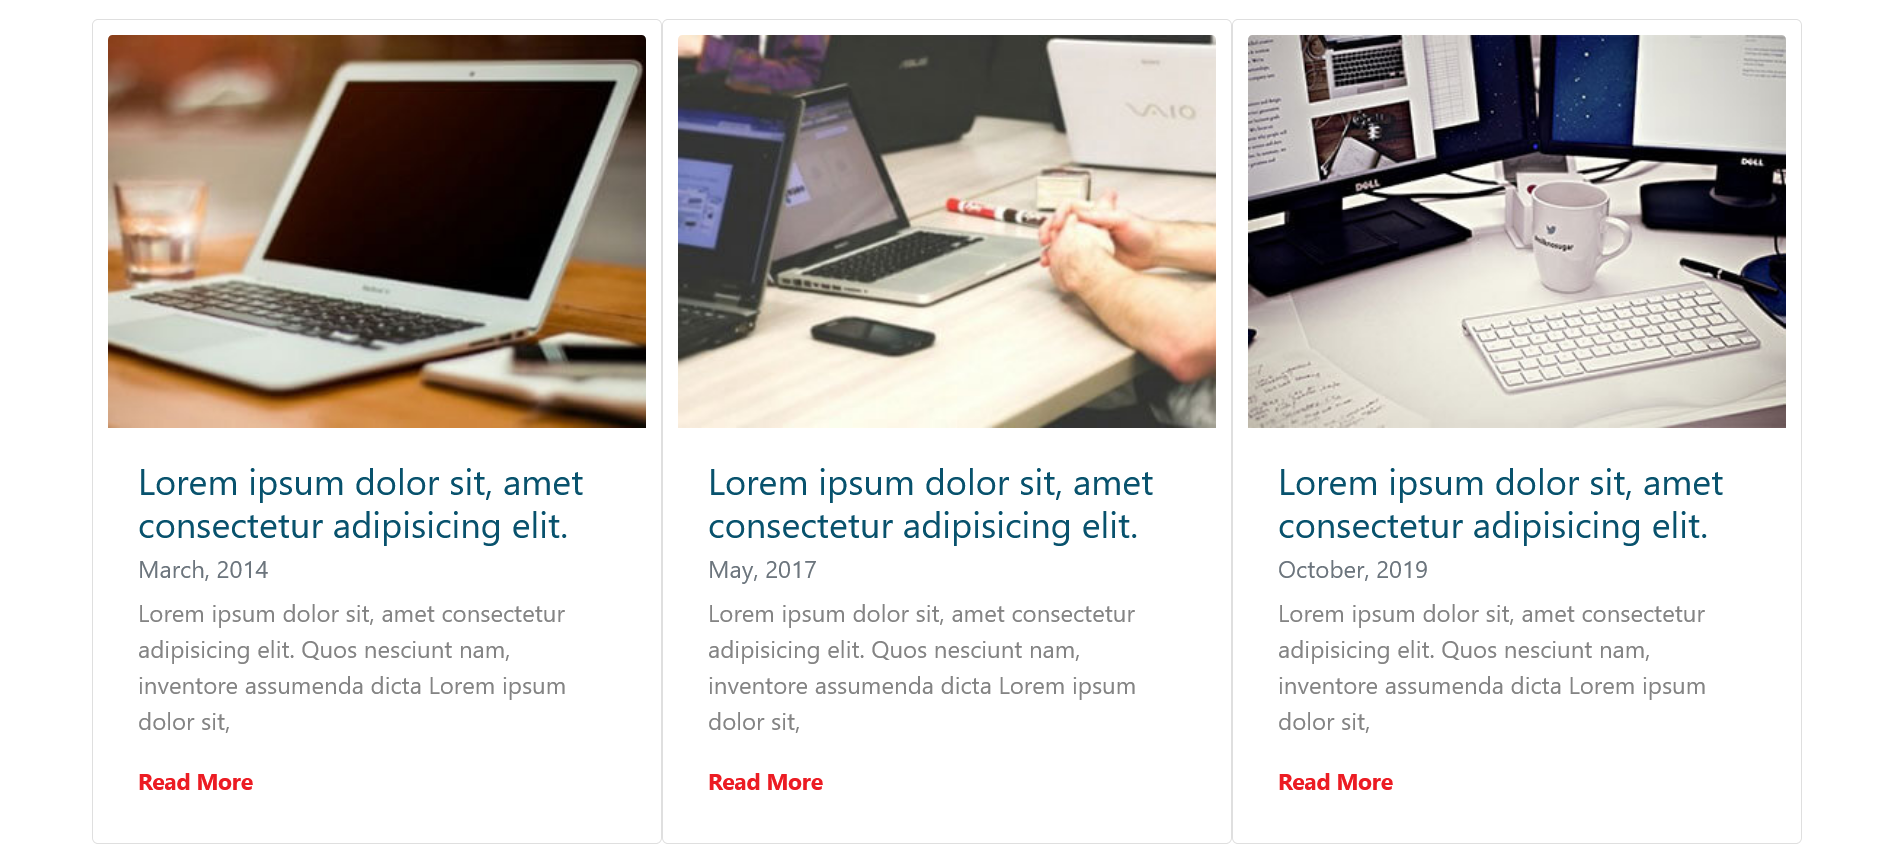 ASUS
VAIO
DELL
DELL
Lorem ipsum dolor sit, amet
consectetur adipisicing elit.
March, 2014
Lorem ipsum dolor sit, amet consectetur
adipisicing elit. Quos nesciunt nam,
inventore assumenda dicta Lorem ipsum
dolor sit,
Read More
Lorem ipsum dolor sit, amet
consectetur adipisicing elit.
May, 2017
Lorem ipsum dolor sit, amet consectetur
adipisicing elit. Quos nesciunt nam,
inventore assumenda dicta Lorem ipsum
dolor sit,
Read More
Lorem ipsum dolor sit, amet
consectetur adipisicing elit.
October, 2019
Lorem ipsum dolor sit, amet consectetur
adipisicing elit. Quos nesciunt nam,
inventore assumenda dicta Lorem ipsum
dolor sit,
Read More